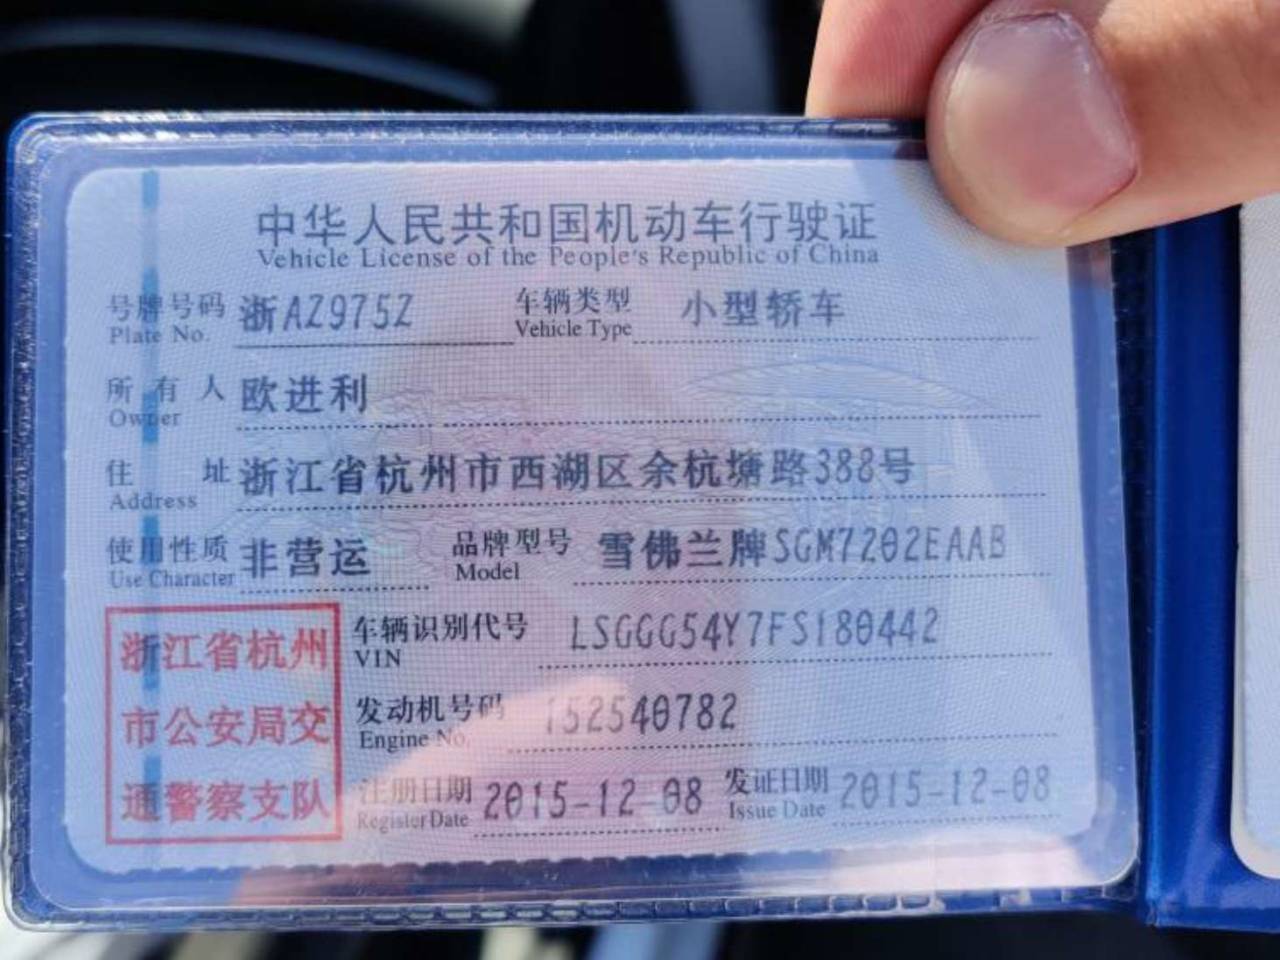 中华人民共和国机动车行驶证
Vehicle License of the People's Republic of China
号牌号码 浙AZ975Z 车辆类型 小型轿车
Plate No. Vehicle Type
所有人 欧进利
Owner
住址 浙江省杭州市西湖区余杭塘路388号
Address
使用性质 非营运 品牌型号 雪佛兰牌SGM7202EAAB
Use Character Model
浙江省杭州
市公安局交
通警察支队
车辆识别代号 LSGGG54Y7FS180442
VIN
发动机号码 152540782
Engine No.
注册日期 2015-12-08 发证日期 2015-12-08
Register Date Issue Date